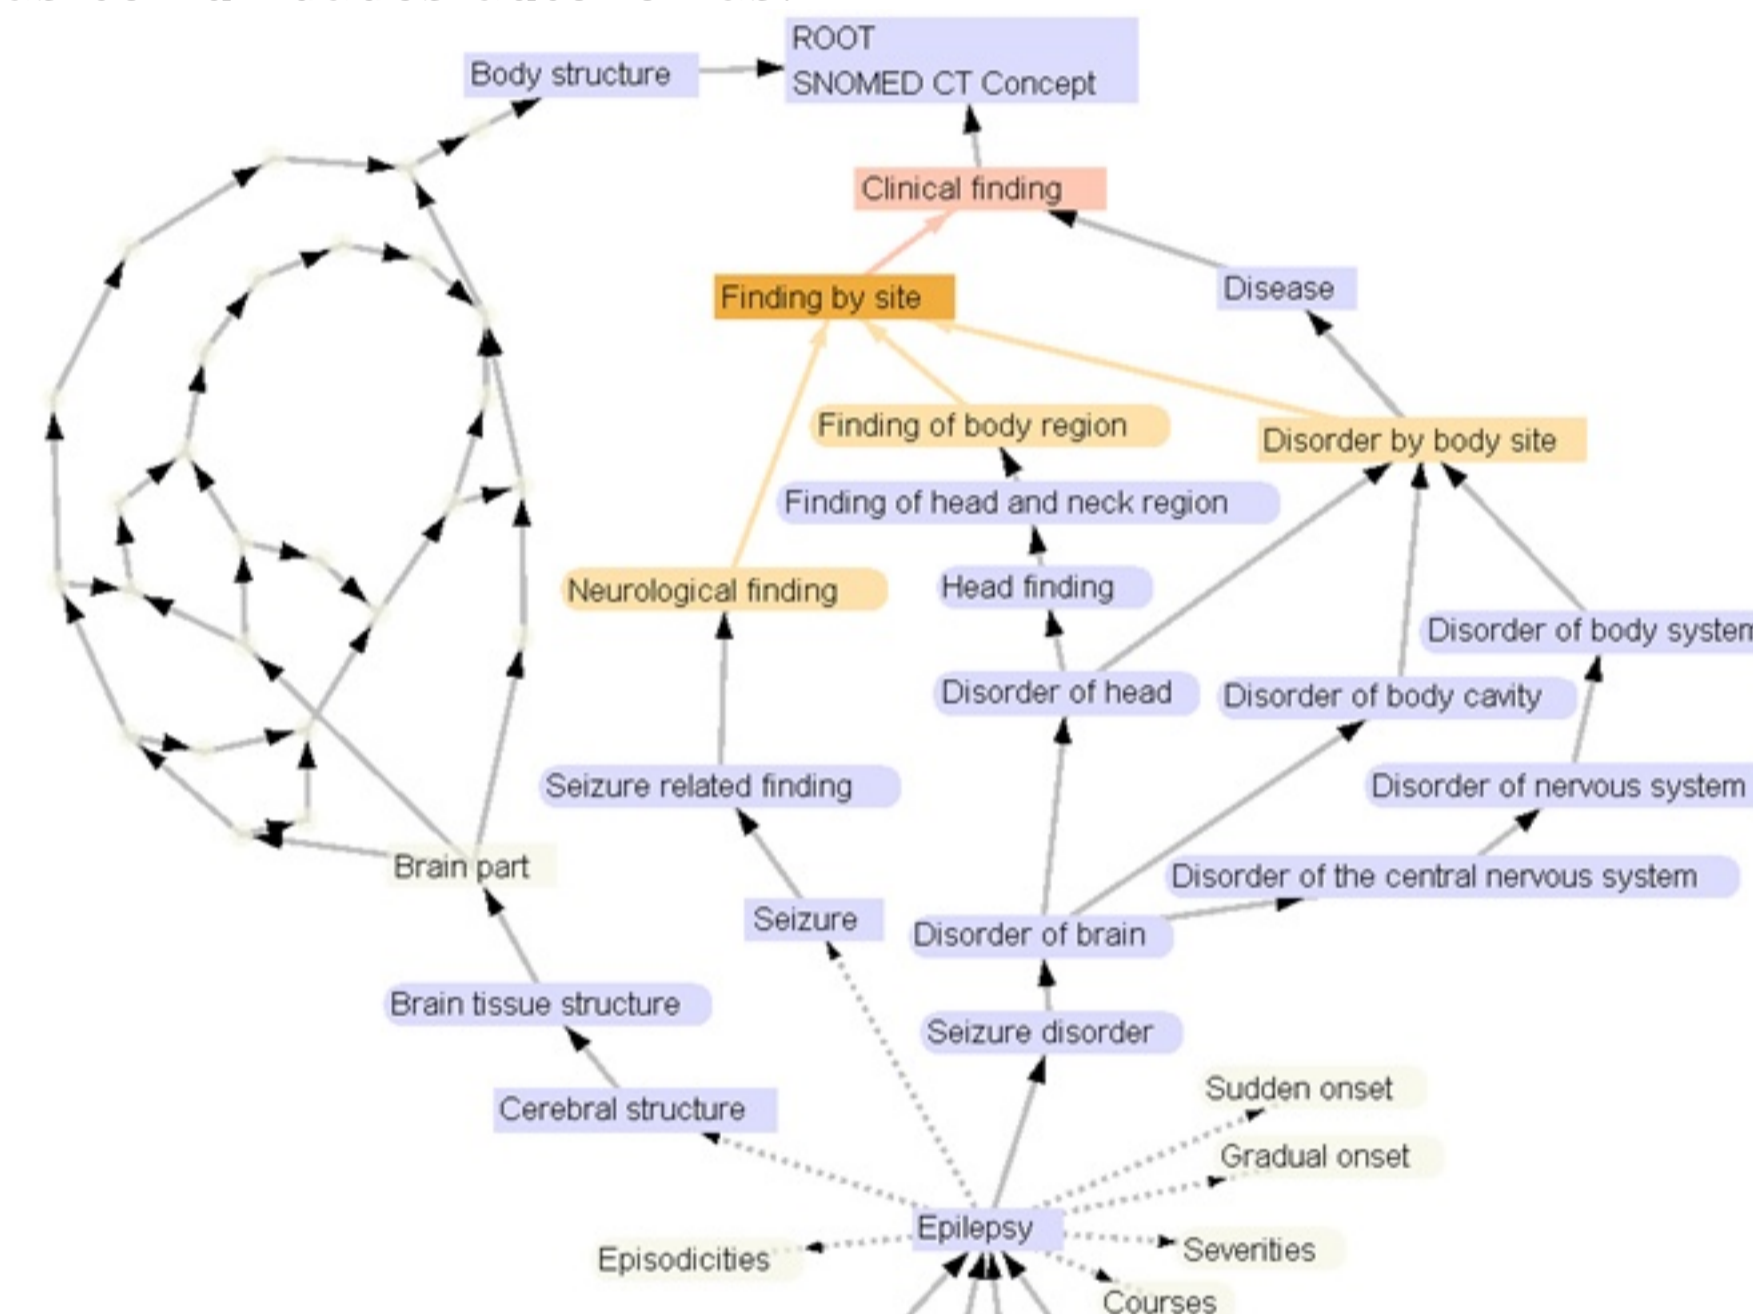 ROOT
SNOMED CT Concept
Body structure
Clinical finding
Disease
Finding by site
Finding of body region
Disorder by body site
Finding of head and neck region
Neurological finding
Head finding
Disorder of body system
Disorder of head
Disorder of body cavity
Seizure related finding
Disorder of nervous system
Brain part
Disorder of the central nervous system
Seizure
Disorder of brain
Brain tissue structure
Seizure disorder
Sudden onset
Cerebral structure
Gradual onset
Epilepsy
Episodicities
Severities
Courses